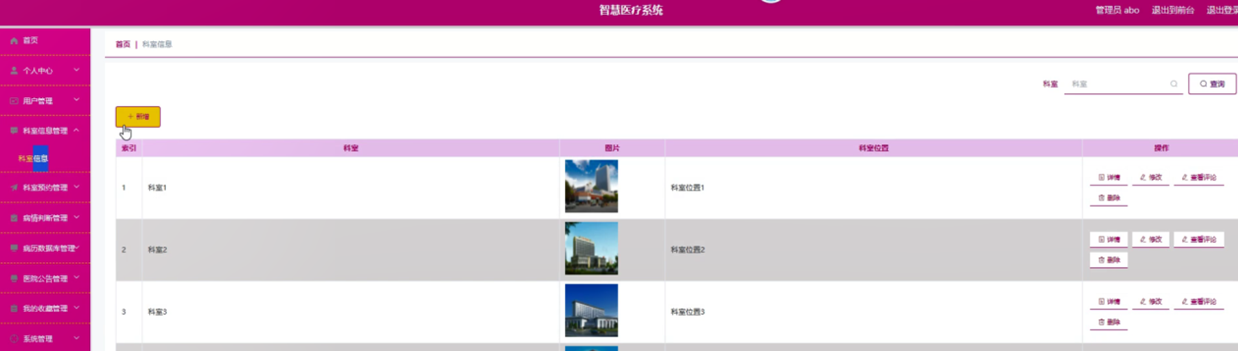 智慧医疗系统
管理员 abo 退出到前台 退出登录
首页
个人中心
用户管理
科室信息管理
科室信息
科室预约管理
病情判断管理
病历数据库管理
医院公告管理
我的收藏管理
系统管理
首页 | 科室信息
科室 科室 查询
+ 新增
索引 科室 图片 科室位置 操作
1 科室1 科室位置1 详情 修改 查看评论
删除
2 科室2 科室位置2 详情 修改 查看评论
删除
3 科室3 科室位置3 详情 修改 查看评论
删除